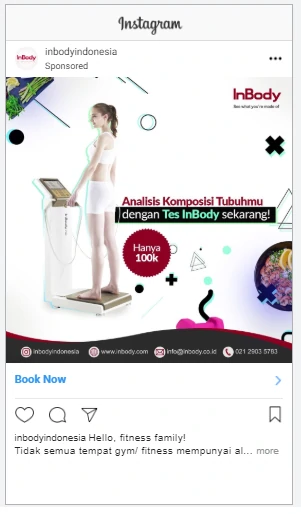 Instagram
InBody
inbodyindonesia
Sponsored
InBody
See what you're made of
Analisis Komposisi Tubuhmu
dengan Tes InBody sekarang!
Hanya
100k
inbodyindonesia
www.inbody.com
info@inbody.co.id
021 2903 5783
Book Now
inbodyindonesia Hello, fitness family!
Tidak semua tempat gym/ fitness mempunyai al... more